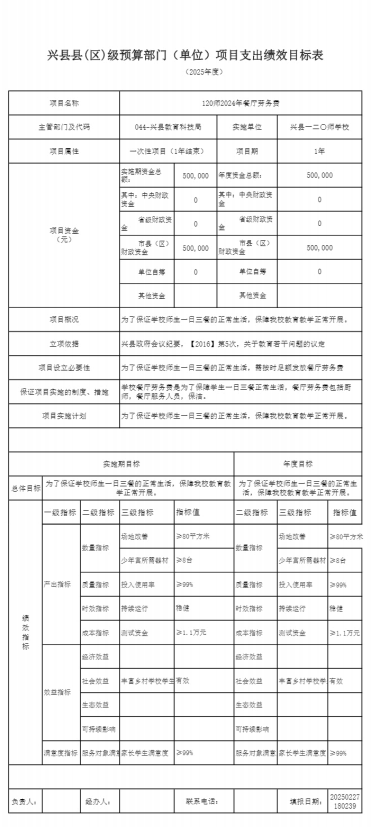 兴县县(区)级预算部门（单位）项目支出绩效目标表
（2025年度）
项目名称 120师2024年餐厅劳务费
主管部门及代码 044-兴县教育科技局 实施单位 兴县一二〇师学校
项目属性 一次性项目（1年结束） 项目期 1年
项目资金（元）
实施期资金总额： 500,000 年度资金总额： 500,000
其中：中央财政资金 0 其中：中央财政资金 0
省级财政资金 0 省级财政资金 0
市县（区）财政资金 500,000 市县（区）财政资金 500,000
单位自筹 0 单位自筹 0
其他资金 其他资金
项目概况 为了保证学校师生一日三餐的正常生活，保障我校教育教学正常开展。
立项依据 兴县政府会议纪要，【2016】第5次，关于教育若干问题的议定
项目设立必要性 为了保证学校师生一日三餐的正常生活，需按时足额发放餐厅劳务费
保证项目实施的制度、措施 学校餐厅劳务费是为了保障学生一日三餐正常生活，餐厅劳务费包括厨师，餐厅服务人员，保洁。
项目实施计划 为了保证学校师生一日三餐的正常生活，保障我校教育教学正常开展。
实施期目标 年度目标
总体目标 为了保证学校师生一日三餐的正常生活，保障我校教育教学正常开展。 为了保证学校师生一日三餐的正常生活，保障我校教育教学正常开展。
绩效指标
一级指标 二级指标 三级指标 指标值 二级指标 三级指标 指标值
产出指标 数量指标 场地改善 ≥80平方米 数量指标 场地改善 ≥80平方米
少年宫所需器材 ≥8台 少年宫所需器材 ≥8台
质量指标 投入使用率 ≥99% 质量指标 投入使用率 ≥99%
时效指标 持续运行 稳健 时效指标 持续运行 稳健
成本指标 测试资金 ≥1.1万元 成本指标 测试资金 ≥1.1万元
效益指标 经济效益 经济效益
社会效益 丰富乡村学校学生 有效 社会效益 丰富乡村学校学 有效
生态效益 生态效益
可持续影响 可持续影响
满意度指标 服务对象满意 家长学生满意度 ≥99% 服务对象满意 家长学生满意度 ≥99%
负责人： 经办人： 联系电话： 填报日期： 20250227180239